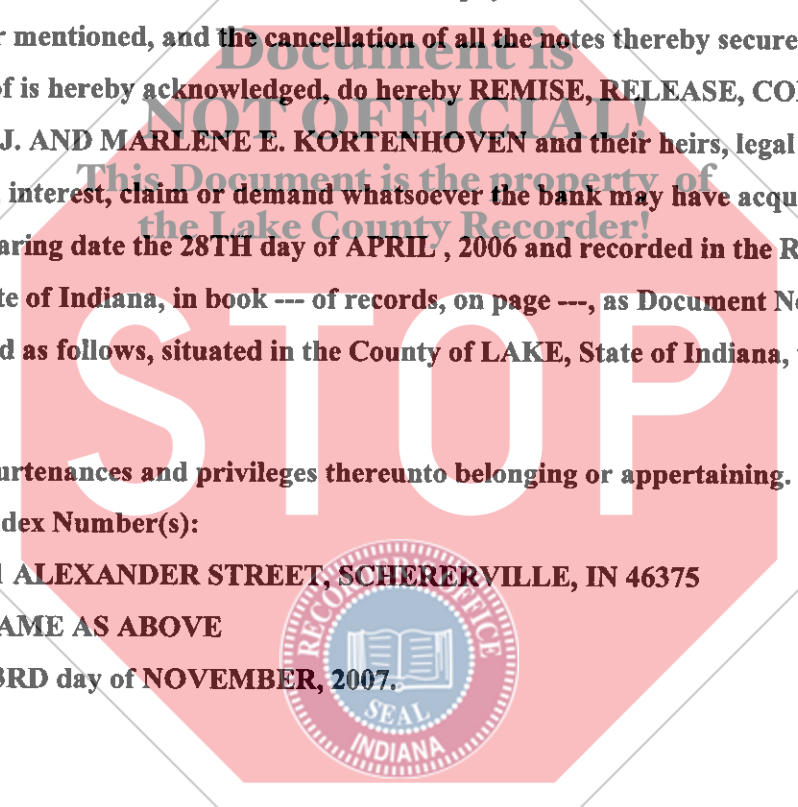 r mentioned, and the cancellation of all the notes thereby secure
Document is
of is hereby acknowledged, do hereby REMISE, RELEASE, CO
NOT OFFICIAL!
J. AND MARLENE E. KORTENHOVEN and their heirs, legal
This Document is the property of
interest, claim or demand whatsoever the bank may have acqu
the Lake County Recorder!
aring date the 28TH day of APRIL , 2006 and recorded in the R
te of Indiana, in book --- of records, on page ---, as Document N
d as follows, situated in the County of LAKE, State of Indiana,
STOP
urtenances and privileges thereunto belonging or appertaining.
dex Number(s):
ALEXANDER STREET, SCHERERVILLE, IN 46375
AME AS ABOVE
3RD day of NOVEMBER, 2007.
RECORDER'S OFFICE
SEAL
INDIANA